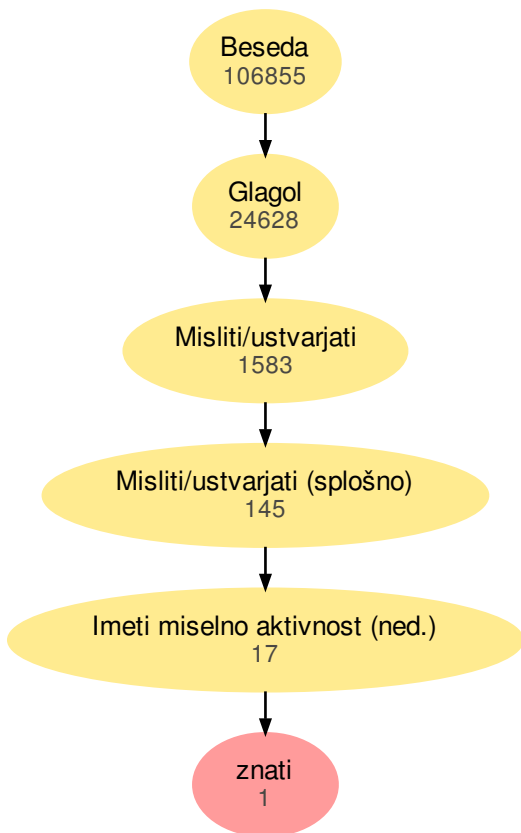 Beseda
106855
Glagol
24628
Misliti/ustvarjati
1583
Misliti/ustvarjati (splošno)
145
Imeti miselno aktivnost (ned.)
17
znati
1